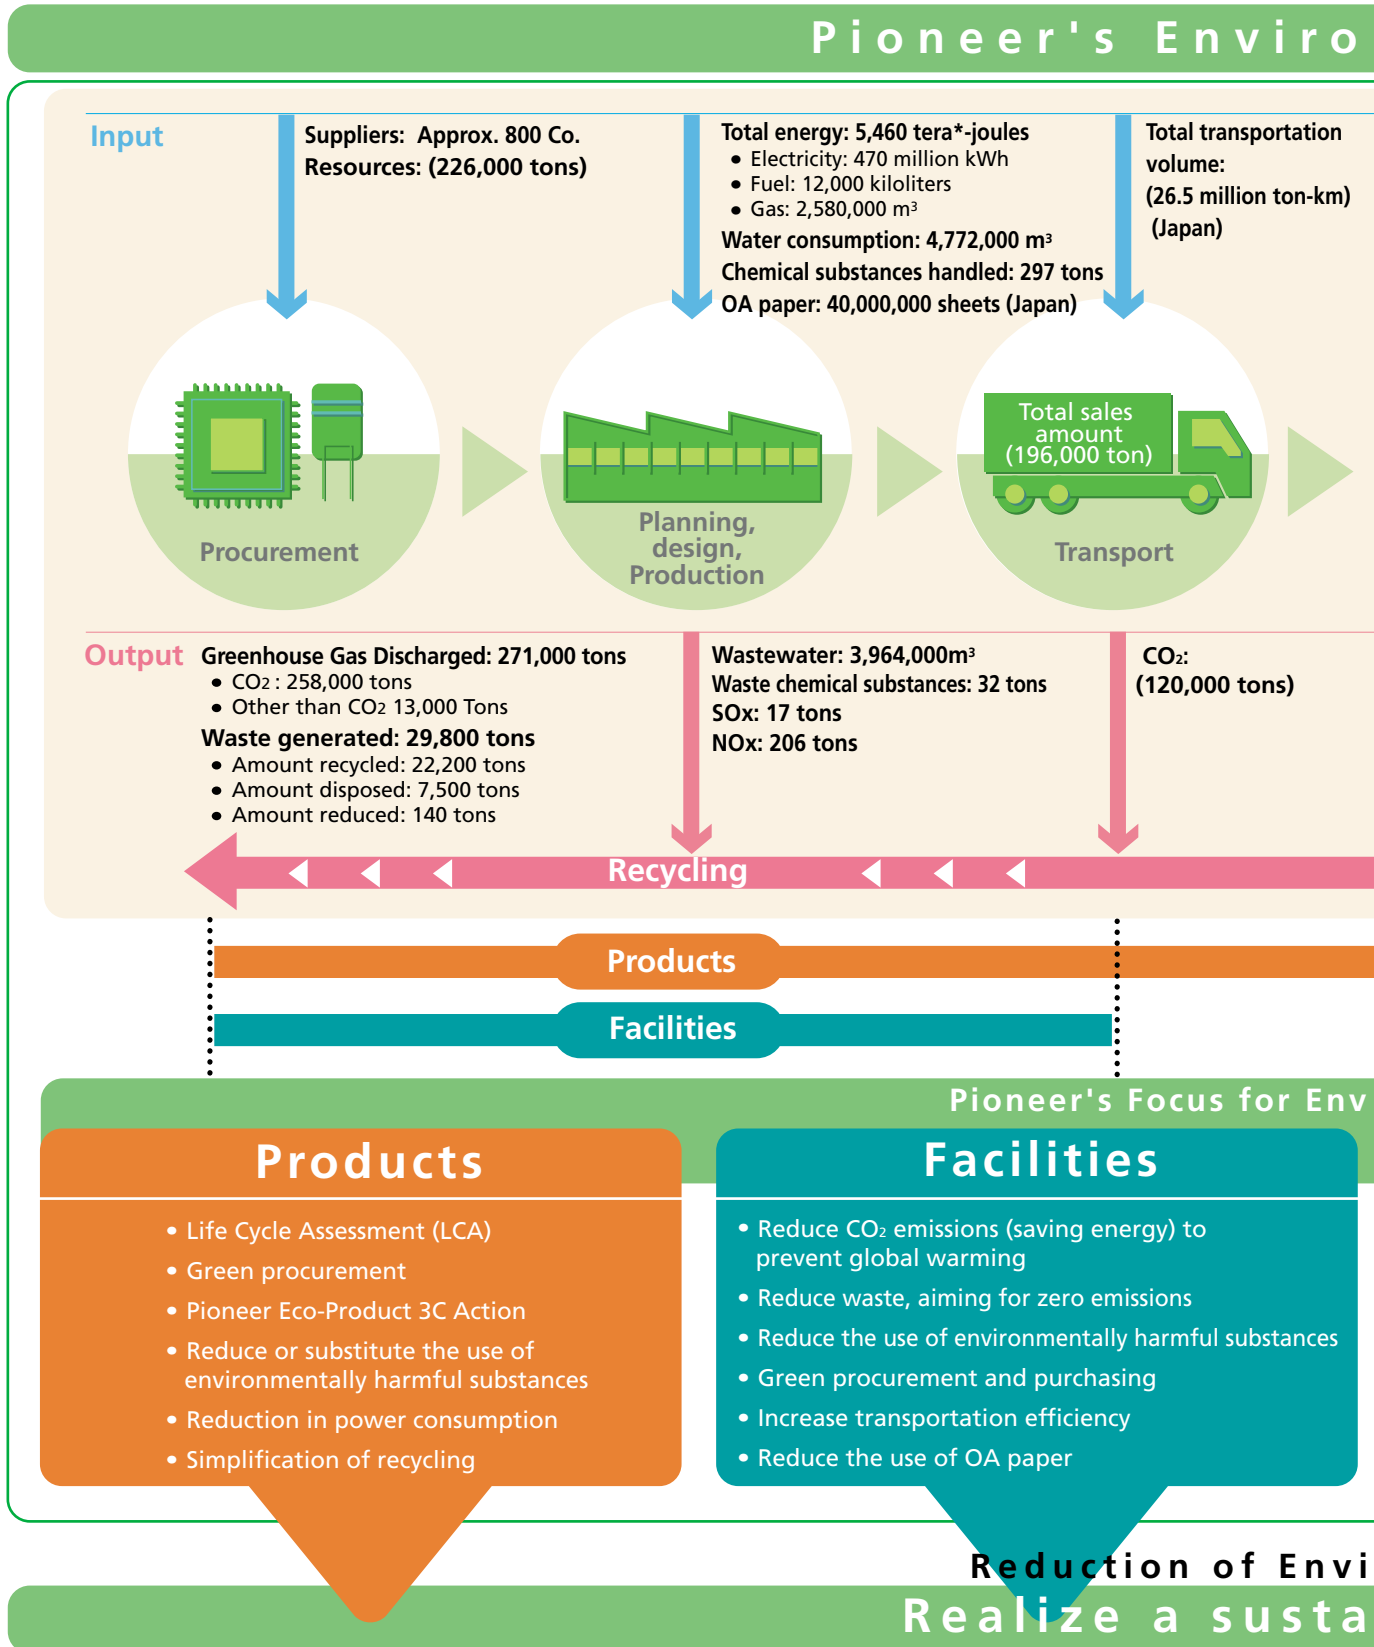 Pioneer's Enviro
Input
Suppliers: Approx. 800 Co.
Resources: (226,000 tons)
Total energy: 5,460 tera*-joules
• Electricity: 470 million kWh
• Fuel: 12,000 kiloliters
• Gas: 2,580,000 m³
Water consumption: 4,772,000 m³
Chemical substances handled: 297 tons
OA paper: 40,000,000 sheets (Japan)
Total transportation
volume:
(26.5 million ton-km)
(Japan)
Procurement
Planning,
design,
Production
Total sales
amount
(196,000 ton)
Transport
Output
Greenhouse Gas Discharged: 271,000 tons
• CO₂ : 258,000 tons
• Other than CO₂ 13,000 Tons
Waste generated: 29,800 tons
• Amount recycled: 22,200 tons
• Amount disposed: 7,500 tons
• Amount reduced: 140 tons
Wastewater: 3,964,000m³
Waste chemical substances: 32 tons
SOx: 17 tons
NOx: 206 tons
CO₂:
(120,000 tons)
Recycling
Products
Facilities
Pioneer's Focus for Env
Products
• Life Cycle Assessment (LCA)
• Green procurement
• Pioneer Eco-Product 3C Action
• Reduce or substitute the use of
environmentally harmful substances
• Reduction in power consumption
• Simplification of recycling
Facilities
• Reduce CO₂ emissions (saving energy) to
prevent global warming
• Reduce waste, aiming for zero emissions
• Reduce the use of environmentally harmful substances
• Green procurement and purchasing
• Increase transportation efficiency
• Reduce the use of OA paper
Reduction of Envi
Realize a susta